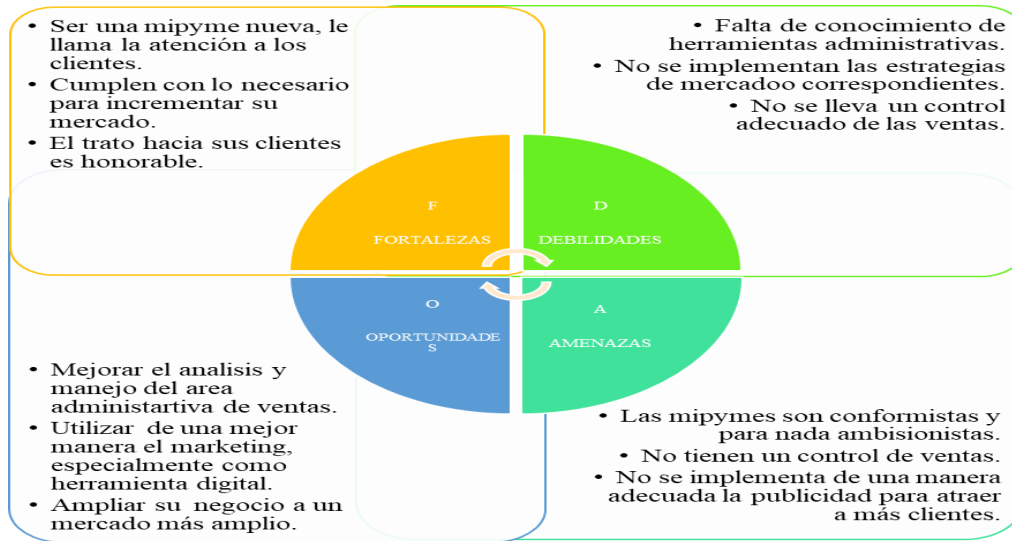 • Ser una mipyme nueva, le
llama la atención a los
clientes.
• Cumplen con lo necesario
para incrementar su
mercado.
• El trato hacia sus clientes
es honorable.
• Falta de conocimiento de
herramientas administrativas.
• No se implementan las estrategias
de mercadoo correspondientes.
• No se lleva un control
adecuado de las ventas.
F
FORTALEZAS
D
DEBILIDADES
O
OPORTUNIDADE
S
A
AMENAZAS
• Mejorar el analisis y
manejo del area
administartiva de ventas.
• Utilizar de una mejor
manera el marketing,
especialmente como
herramienta digital.
• Ampliar su negocio a un
mercado más amplio.
• Las mipymes son conformistas y
para nada ambisionistas.
• No tienen un control de ventas.
• No se implementa de una manera
adecuada la publicidad para atraer
a más clientes.